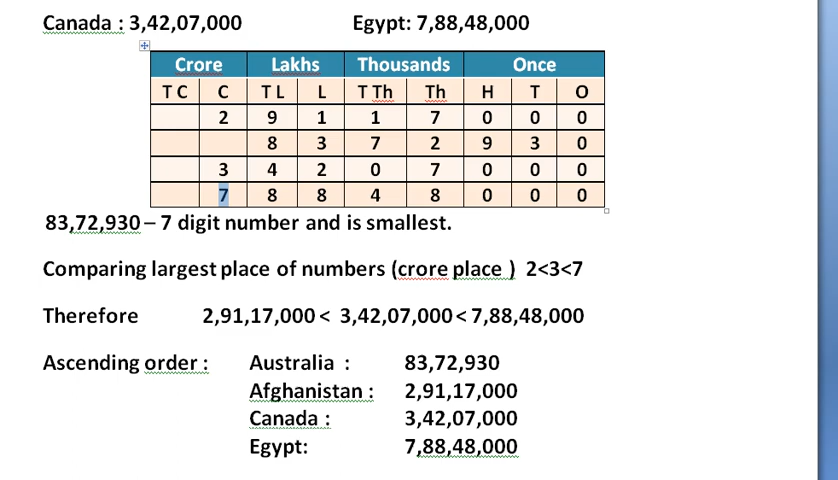 Canada : 3,42,07,000 Egypt: 7,88,48,000
Crore Lakhs Thousands Once
T C C T L L T Th Th H T O
2 9 1 1 7 0 0 0
8 3 7 2 9 3 0
3 4 2 0 7 0 0 0
7 8 8 4 8 0 0 0
83,72,930 – 7 digit number and is smallest.
Comparing largest place of numbers (crore place ) 2<3<7
Therefore 2,91,17,000 < 3,42,07,000 < 7,88,48,000
Ascending order : Australia : 83,72,930
Afghanistan : 2,91,17,000
Canada : 3,42,07,000
Egypt: 7,88,48,000